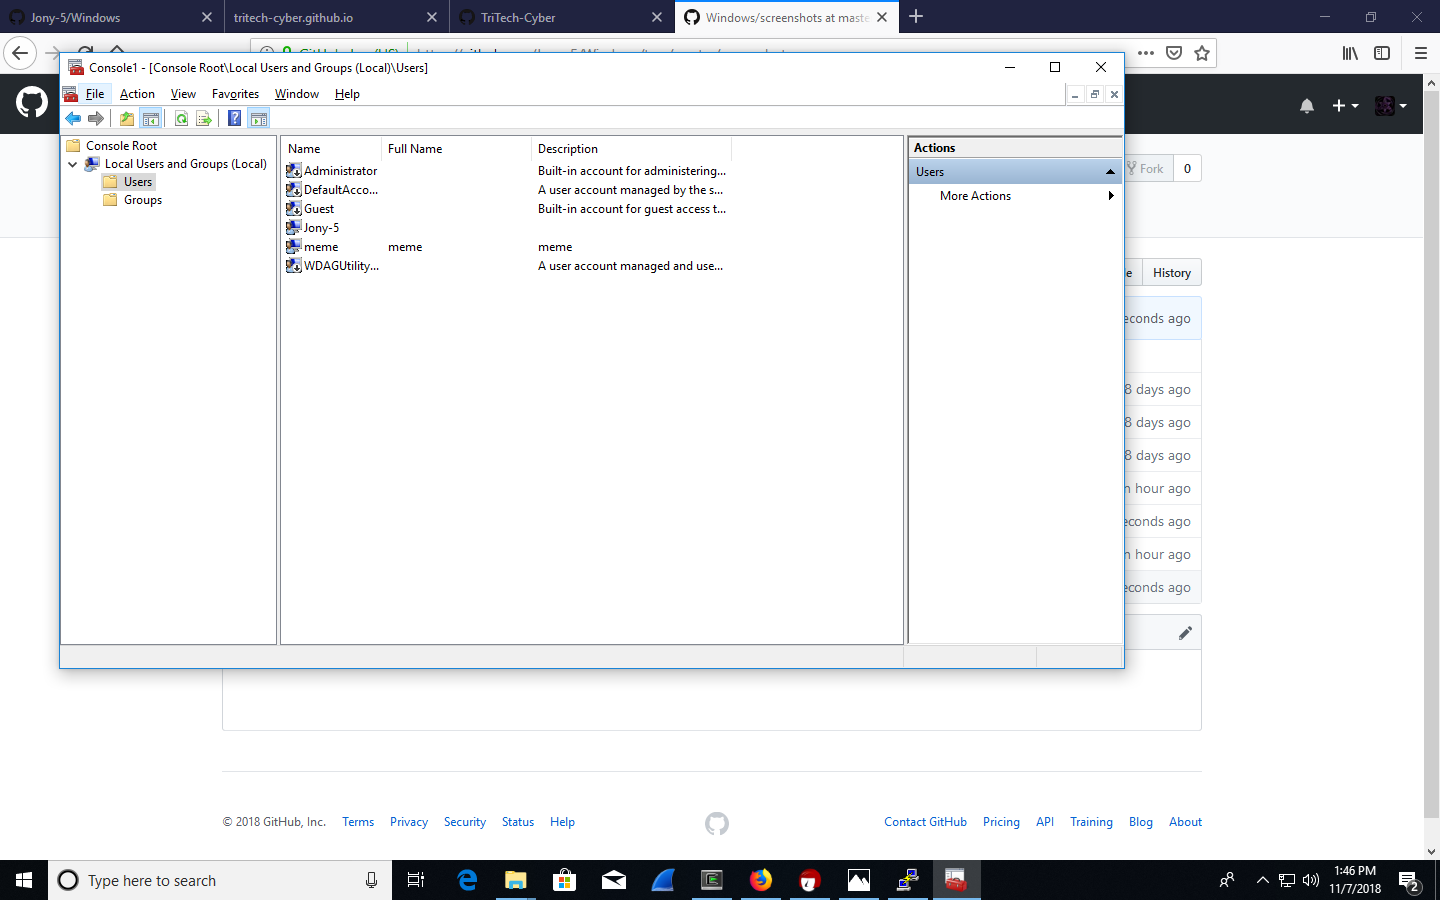 Jony-5/Windows
tritech-cyber.github.io
TriTech-Cyber
Windows/screenshots at maste
Console1 - [Console Root\Local Users and Groups (Local)\Users]
File Action View Favorites Window Help
Console Root
Local Users and Groups (Local)
Users
Groups
Name Full Name Description
Administrator Built-in account for administering...
DefaultAcco... A user account managed by the s...
Guest Built-in account for guest access t...
Jony-5
meme meme meme
WDAGUtility... A user account managed and use...
Actions
Users
More Actions
Fork 0
History
econds ago
8 days ago
8 days ago
8 days ago
n hour ago
econds ago
n hour ago
econds ago
© 2018 GitHub, Inc. Terms Privacy Security Status Help
Contact GitHub Pricing API Training Blog About
Type here to search
1:46 PM
11/7/2018
2